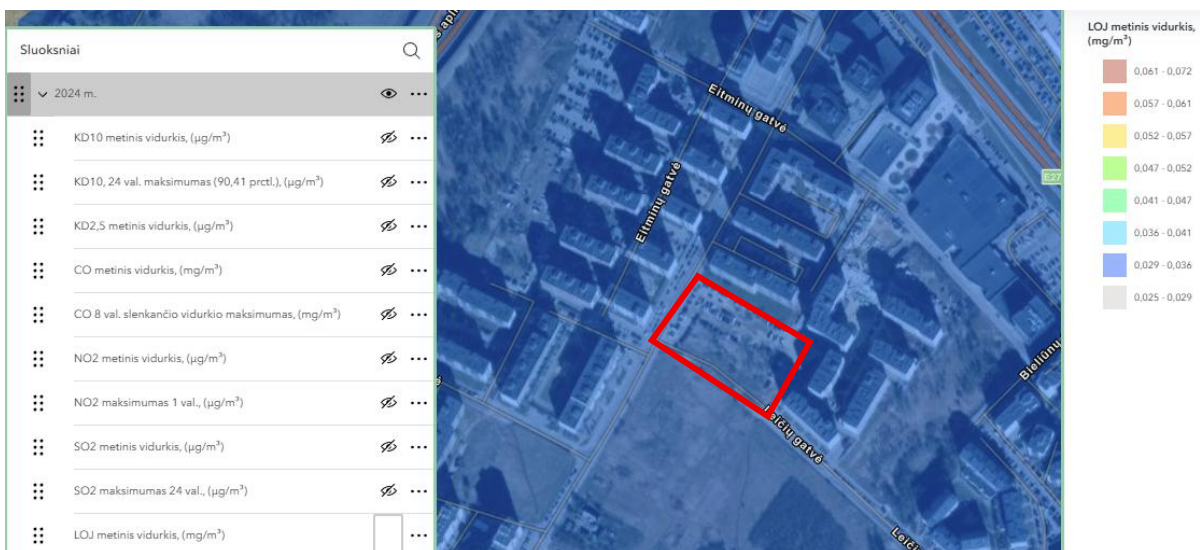 Sluoksniai
2024 m.
KD10 metinis vidurkis, (µg/m³)
KD10, 24 val. maksimumas (90,41 prctl.), (µg/m³)
KD2,5 metinis vidurkis, (µg/m³)
CO metinis vidurkis, (mg/m³)
CO 8 val. slenkančio vidurkio maksimumas, (mg/m³)
NO2 metinis vidurkis, (µg/m³)
NO2 maksimumas 1 val., (µg/m³)
SO2 metinis vidurkis, (µg/m³)
SO2 maksimumas 24 val., (µg/m³)
LOJ metinis vidurkis, (mg/m³)
s apl
Eitminų gatvė
Eitminų gatvė
E27
Bieliūnų
Leičių gatvė
Leičių
LOJ metinis vidurkis,
(mg/m³)
0,061 - 0,072
0,057 - 0,061
0,052 - 0,057
0,047 - 0,052
0,041 - 0,047
0,036 - 0,041
0,029 - 0,036
0,025 - 0,029